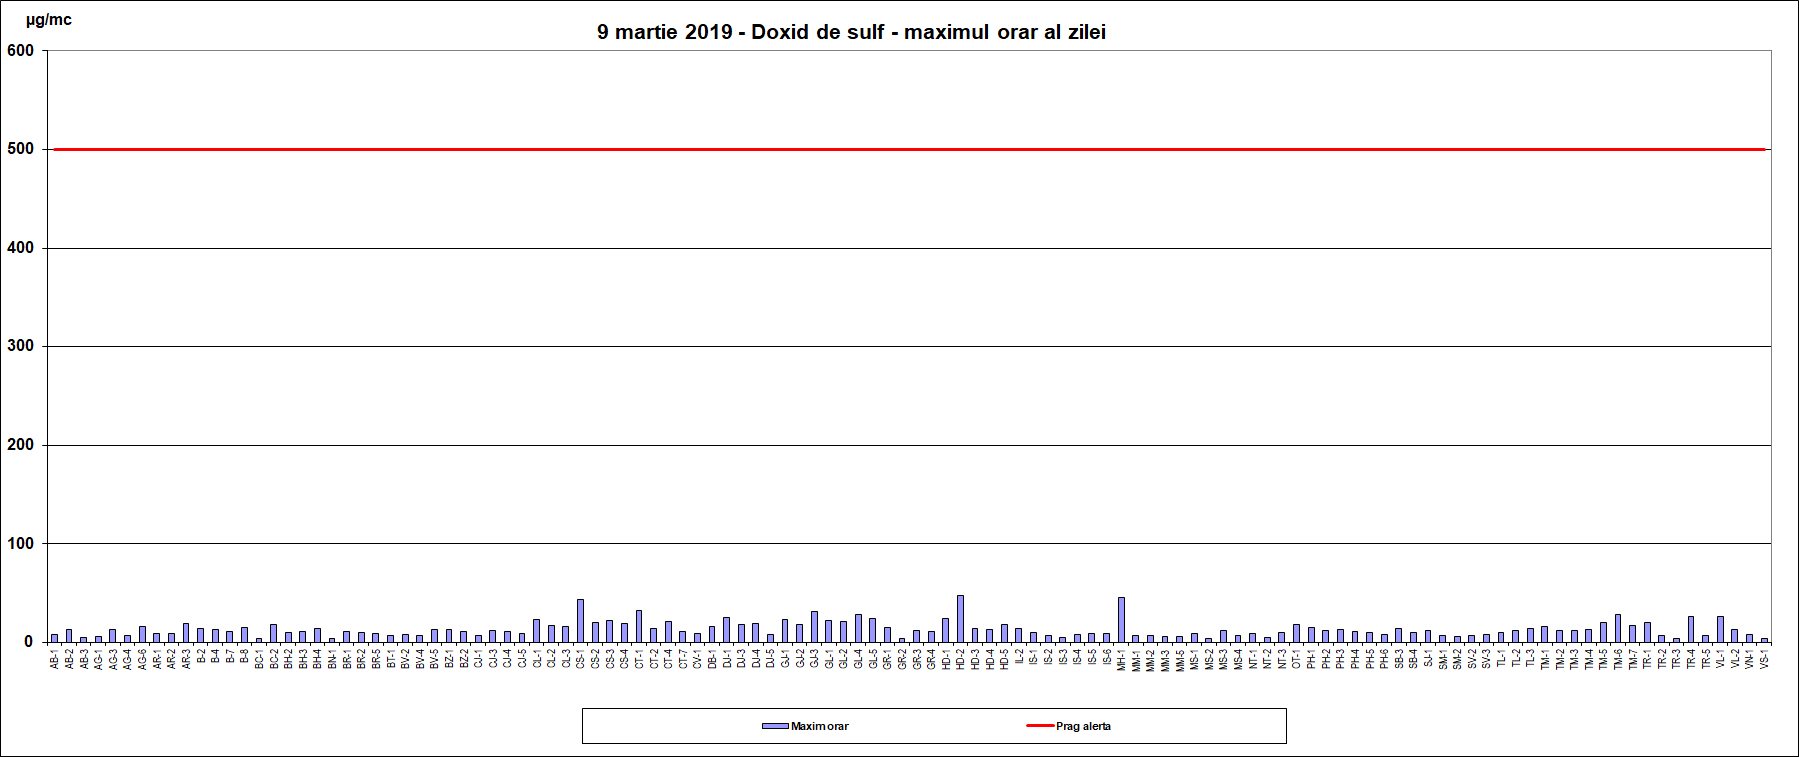 µg/mc
9 martie 2019 - Doxid de sulf - maximul orar al zilei
600
500
400
300
200
100
0
AB-1 AB-2 AB-3 AG-1 AG-3 AG-4 AG-6 AR-1 AR-2 AR-3 B-2 B-4 B-7 B-8 BC-1 BC-2 BH-2 BH-3 BH-4 BN-1 BR-1 BR-2 BR-5 BT-1 BV-2 BV-4 BV-5 BZ-1 BZ-2 CJ-1 CJ-3 CJ-4 CJ-5 CL-1 CL-2 CL-3 CS-1 CS-2 CS-3 CS-4 CT-1 CT-2 CT-4 CT-7 CV-1 DB-1 DJ-1 DJ-3 DJ-4 DJ-5 GJ-1 GJ-2 GJ-3 GL-1 GL-2 GL-4 GL-5 GR-1 GR-2 GR-3 GR-4 HD-1 HD-2 HD-3 HD-4 HD-5 IL-2 IS-1 IS-2 IS-3 IS-4 IS-5 IS-6 MH-1 MM-1 MM-2 MM-3 MM-5 MS-1 MS-2 MS-3 MS-4 NT-1 NT-2 NT-3 OT-1 PH-1 PH-2 PH-3 PH-4 PH-5 PH-6 SB-3 SB-4 SJ-1 SM-1 SM-2 SV-2 SV-3 TL-1 TL-2 TL-3 TM-1 TM-2 TM-3 TM-4 TM-5 TM-6 TM-7 TR-1 TR-2 TR-3 TR-4 TR-5 VL-1 VL-2 VN-1 VS-1
Maxim orar Prag alerta